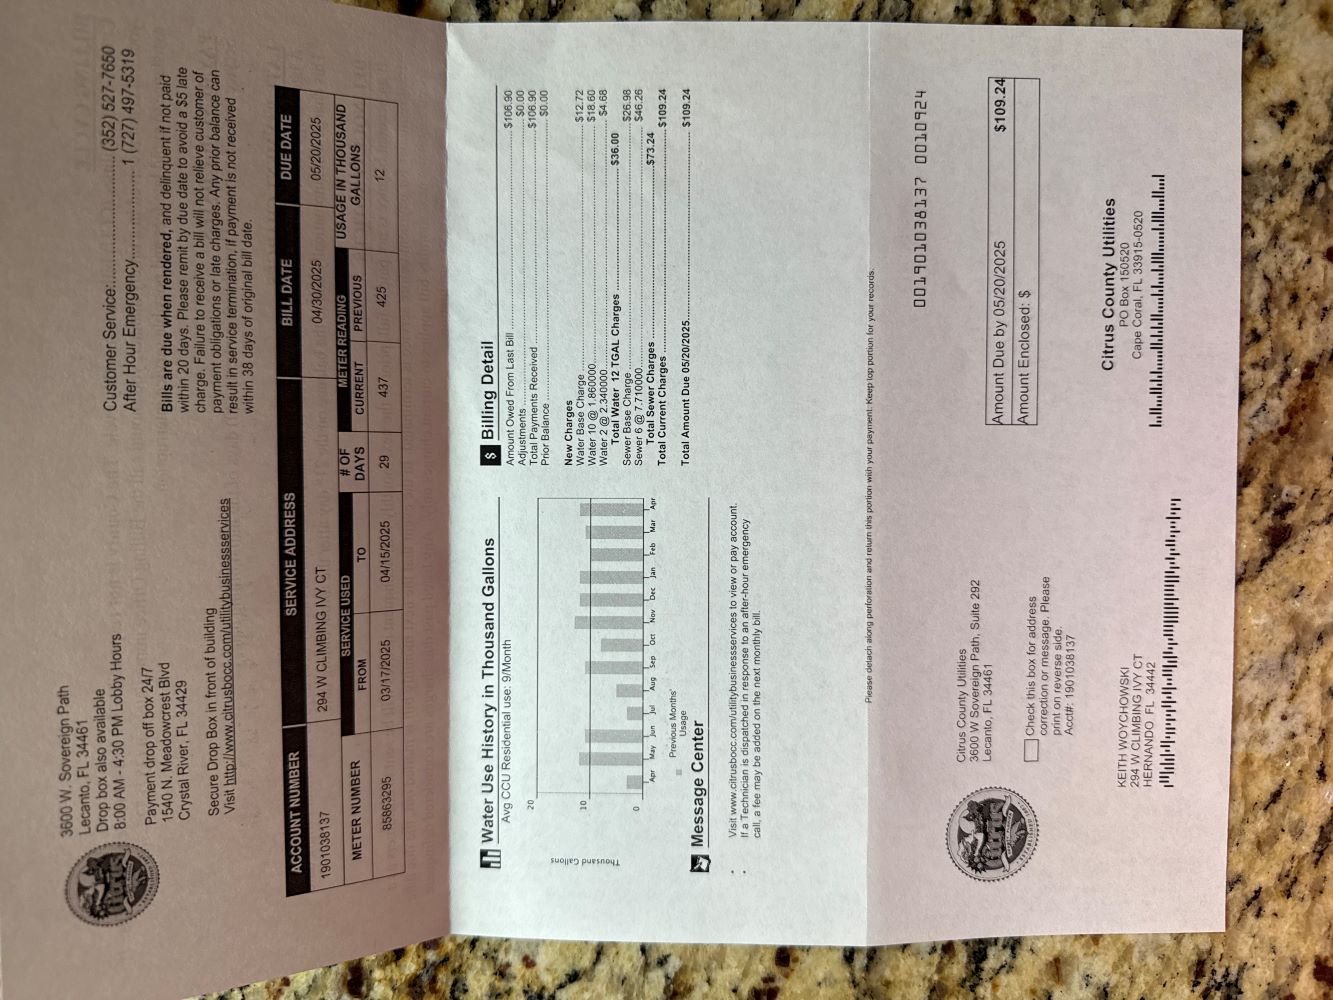 3600 W. Sovereign Path
Lecanto, FL 34461
Drop box also available
8:00 AM - 4:30 PM Lobby Hours
Payment drop off box 24/7
1540 N. Meadowcrest Blvd
Crystal River, FL 34429
Secure Drop Box in front of building
Visit http://www.citrusbocc.com/utilitybusinessservices
Citrus
Customer Service:................................ (352) 527-7650
After Hour Emergency...................... 1 (727) 497-5319
Bills are due when rendered, and delinquent if not paid
within 20 days. Please remit by due date to avoid a $5 late
charge. Failure to receive a bill will not relieve customer of
payment obligations or late charges. Any prior balance can
result in service termination, if payment is not received
within 38 days of original bill date.
ACCOUNT NUMBER SERVICE ADDRESS BILL DATE DUE DATE
1901038137 294 W CLIMBING IVY CT 04/30/2025 05/20/2025
METER NUMBER SERVICE USED FROM TO # OF DAYS METER READING CURRENT PREVIOUS USAGE IN THOUSAND GALLONS
85863295 03/17/2025 04/15/2025 29 437 425 12
Water Use History in Thousand Gallons
Avg CCU Residential use: 9/Month
Thousand Gallons
20
10
0
Apr May Jun Jul Aug Sep Oct Nov Dec Jan Feb Mar Apr
Previous Months'
Usage
Message Center
Visit www.citrusbocc.com/utilitybusinessservices to view or pay account.
If a Technician is dispatched in response to an after-hour emergency
call, a fee may be added on the next monthly bill.
$ Billing Detail
Amount Owed From Last Bill ........ $106.90
Adjustments ........ $0.00
Total Payments Received ........ $106.90
Prior Balance ........ $0.00
New Charges
Water Base Charge ........ $12.72
Water 10 @ 1.860000 ........ $18.60
Water 2 @ 2.340000 ........ $4.68
Total Water 12 TGAL Charges ........ $36.00
Sewer Base Charge ........ $26.98
Sewer 6 @ 7.710000 ........ $46.26
Total Sewer Charges ........ $73.24
Total Current Charges ........ $109.24
Total Amount Due 05/20/2025 ........ $109.24
Please detach along perforation and return this portion with your payment. Keep top portion for your records.
001901038137 0010924
Citrus
Citrus County Utilities
3600 W Sovereign Path, Suite 292
Lecanto, FL 34461
Check this box for address
correction or message. Please
print on reverse side.
Acct#: 1901038137
Amount Due by 05/20/2025 $109.24
Amount Enclosed: $
KEITH WOYCHOWSKI
294 W CLIMBING IVY CT
HERNANDO FL 34442
Citrus County Utilities
PO Box 150520
Cape Coral, FL 33915-0520